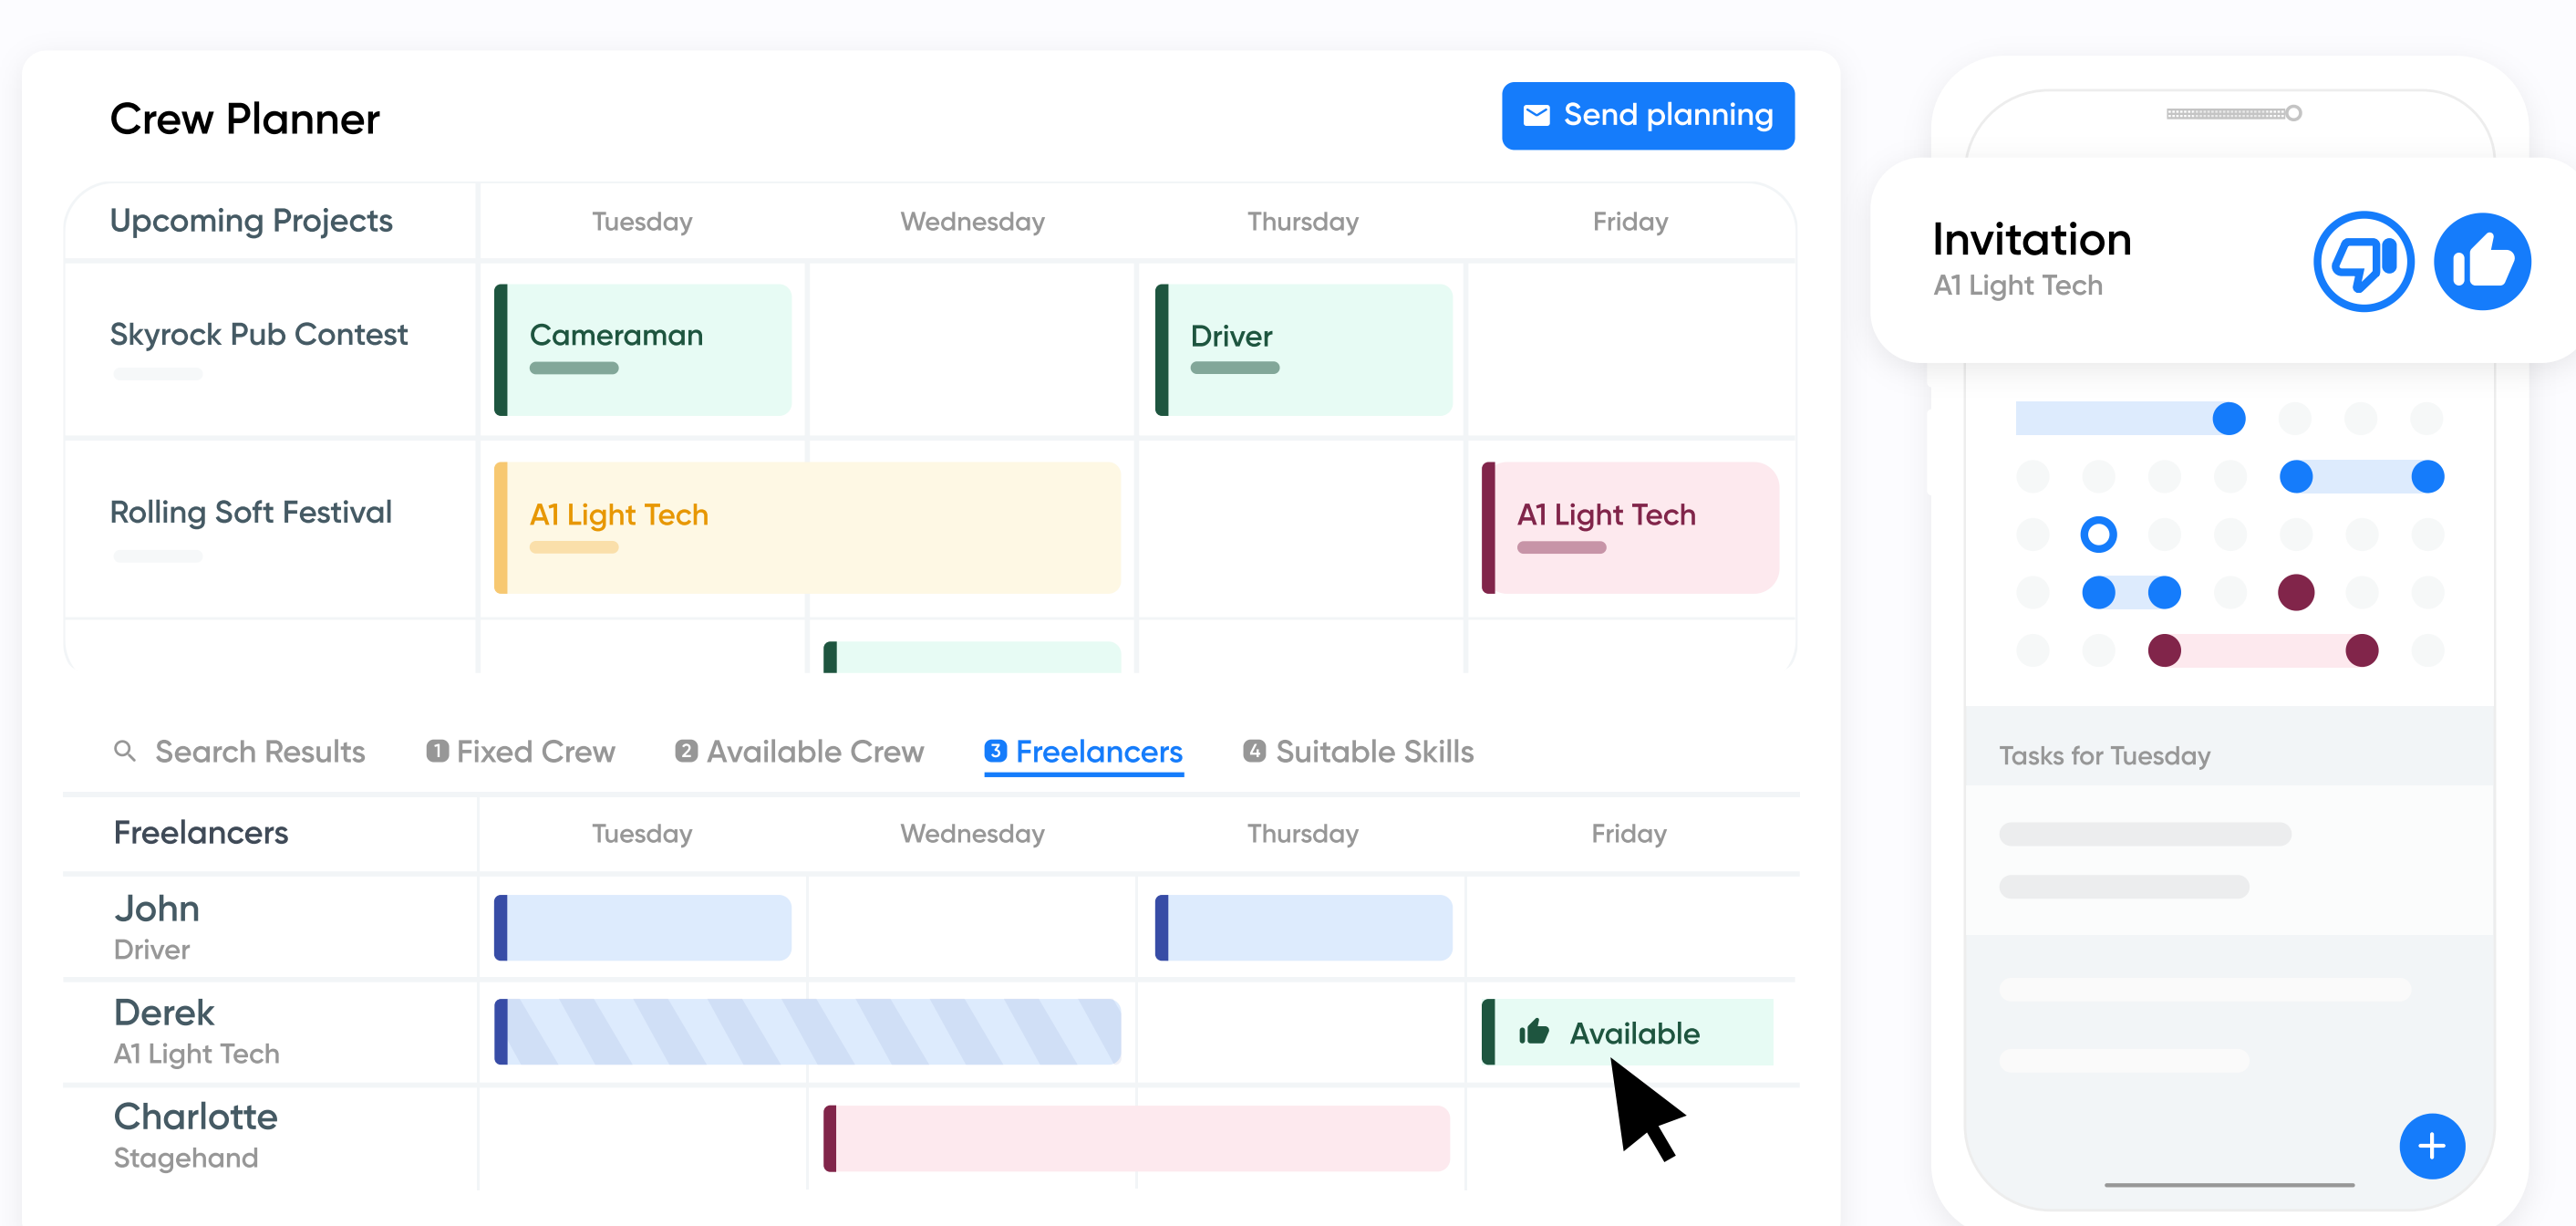 Crew Planner
Send planning
Upcoming Projects
Tuesday
Wednesday
Thursday
Friday
Skyrock Pub Contest
Cameraman
Driver
Rolling Soft Festival
A1 Light Tech
A1 Light Tech
Search Results
1 Fixed Crew
2 Available Crew
3 Freelancers
4 Suitable Skills
Freelancers
Tuesday
Wednesday
Thursday
Friday
John
Driver
Derek
A1 Light Tech
Available
Charlotte
Stagehand
Invitation
A1 Light Tech
Tasks for Tuesday